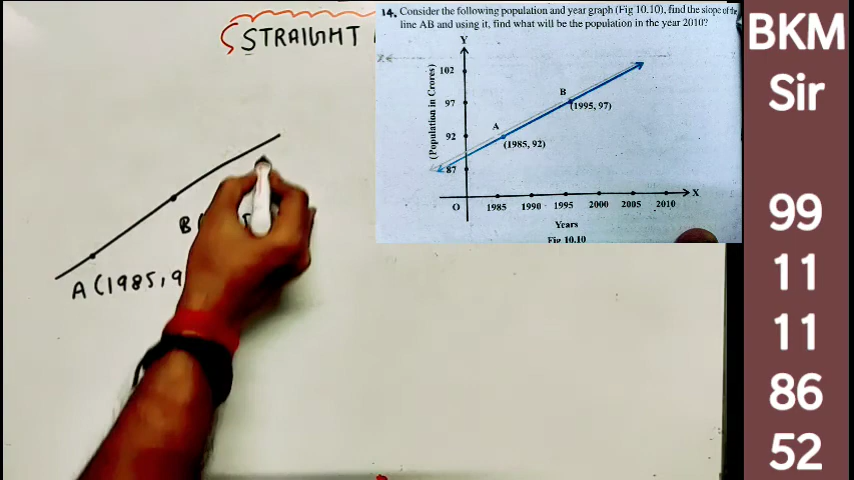 STRAIGHT
14. Consider the following population and year graph (Fig 10.10), find the slope of the
line AB and using it, find what will be the population in the year 2010?
Y
(Population in Crores)
102
97
92
87
B
(1995, 97)
A
(1985, 92)
X
O 1985 1990 1995 2000 2005 2010
Years
Fig 10.10
B
A (1985, 9
BKM
Sir
99
11
11
86
52